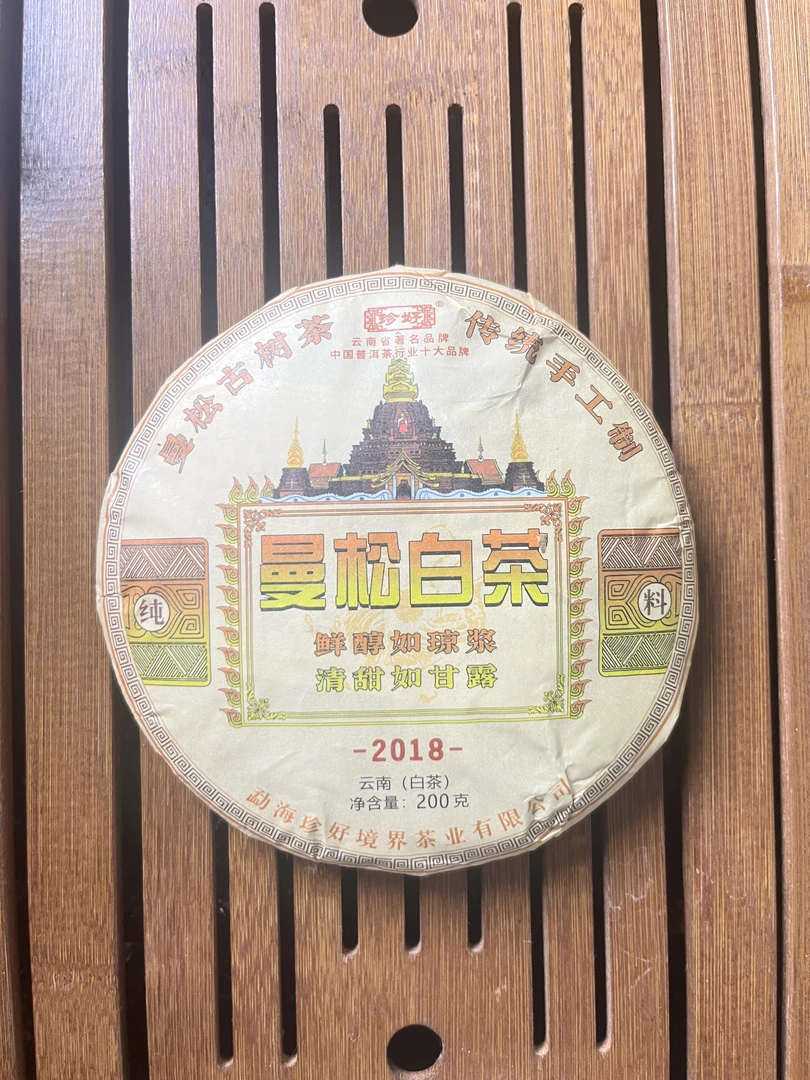 珍好®
云南省著名品牌
中国普洱茶行业十大品牌
曼松古树茶
传统手工制
曼松白茶
鲜醇如琼浆
清甜如甘露
纯
料
-2018-
云南（白茶）
净含量：200克
勐海珍好境界茶业有限公司